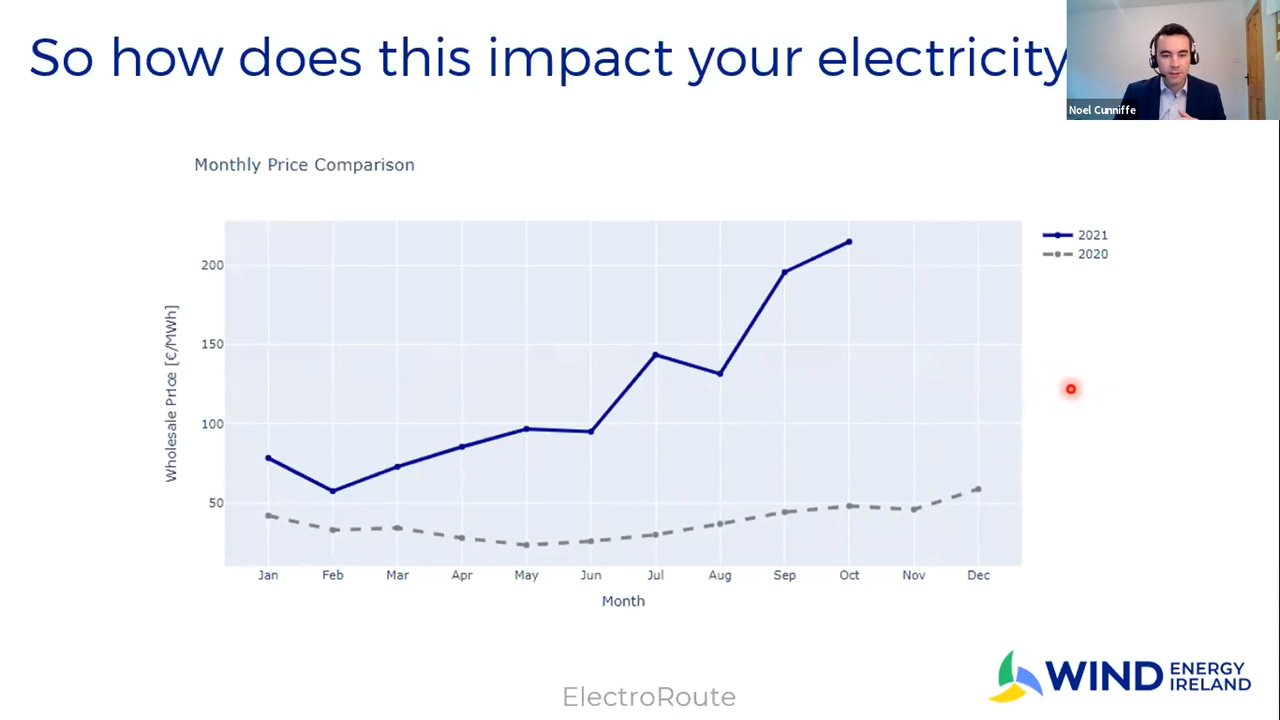 So how does this impact your electricity
Noel Cunniffe
Monthly Price Comparison
2021
2020
Wholesale Price [€/MWh]
200
150
100
50
Jan Feb Mar Apr May Jun Jul Aug Sep Oct Nov Dec
Month
ElectroRoute
WIND ENERGY
IRELAND